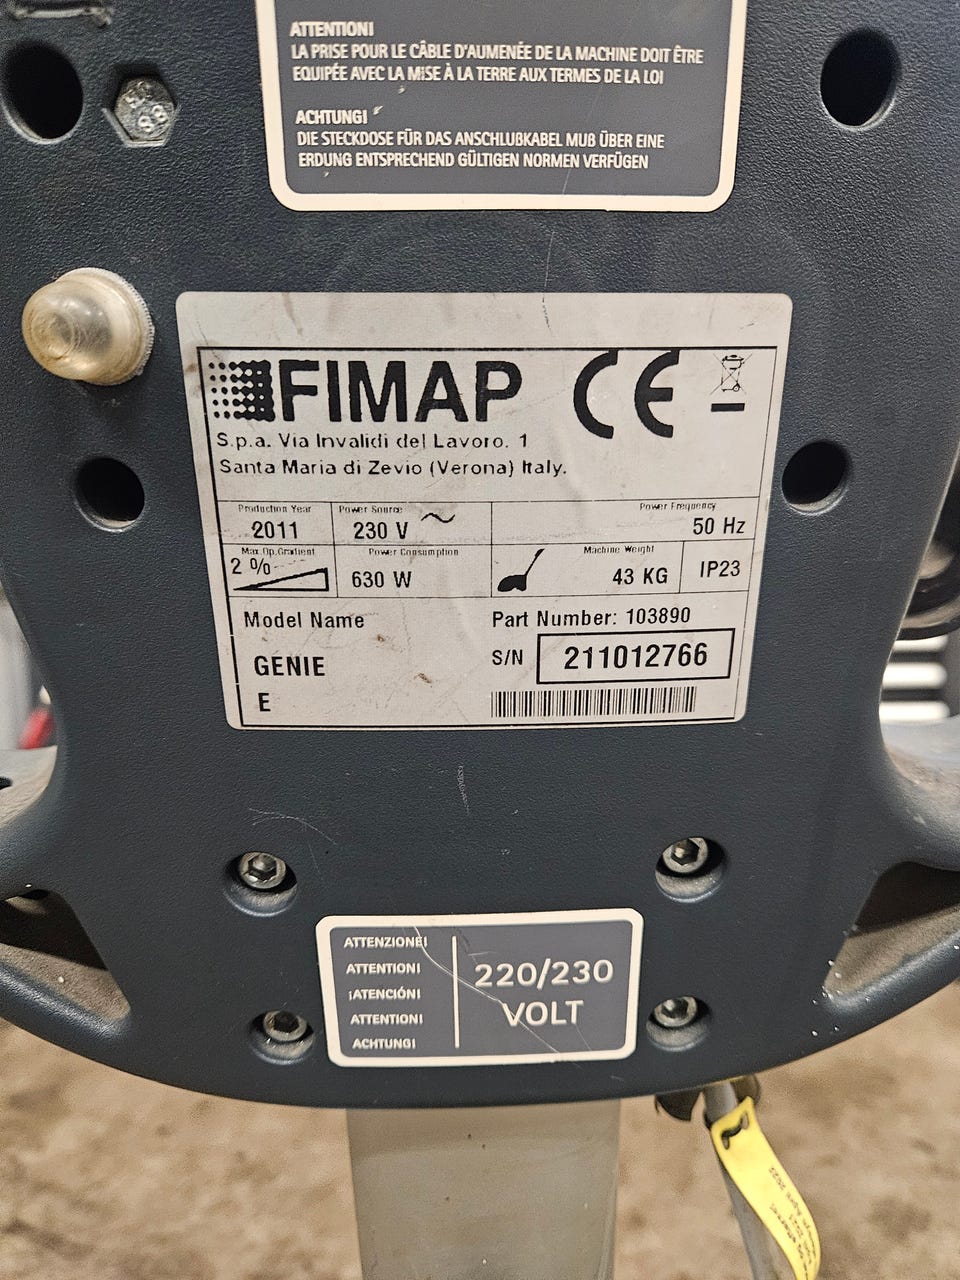 ATTENTION!
LA PRISE POUR LE CÂBLE D'AUMENÉE DE LA MACHINE DOIT ÊTRE
EQUIPÉE AVEC LA MISE À LA TERRE AUX TERMES DE LA LOI
ACHTUNG!
DIE STECKDOSE FÜR DAS ANSCHLUßKABEL MUß ÜBER EINE
ERDUNG ENTSPRECHEND GÜLTIGEN NORMEN VERFÜGEN
8.8
FIMAP CE
S.p.a. Via Invalidi del Lavoro, 1
Santa Maria di Zevio (Verona) Italy.
Production Year Power Source Power Frequency
2011 230 V 50 Hz
Max.Op.Gradient Power Consumption Machine Weight
2 % 630 W 43 KG IP23
Model Name Part Number: 103890
GENIE S/N 211012766
E
ATTENZIONE!
ATTENTION!
¡ATENCIÓN!
ATTENTION!
ACHTUNG!
220/230
VOLT